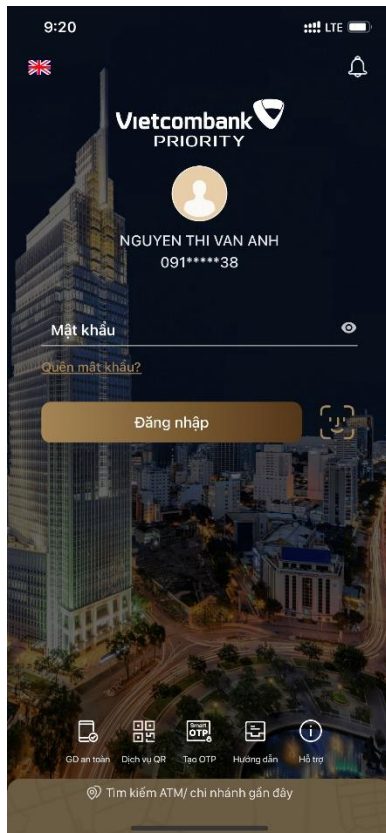 9:20 LTE
Vietcombank
PRIORITY
NGUYEN THI VAN ANH
091*****38
Mật khẩu
Quên mật khẩu?
Đăng nhập
Smart
OTP
GD an toàn Dịch vụ QR Tạo OTP Hướng dẫn Hỗ trợ
Tìm kiếm ATM/ chi nhánh gần đây